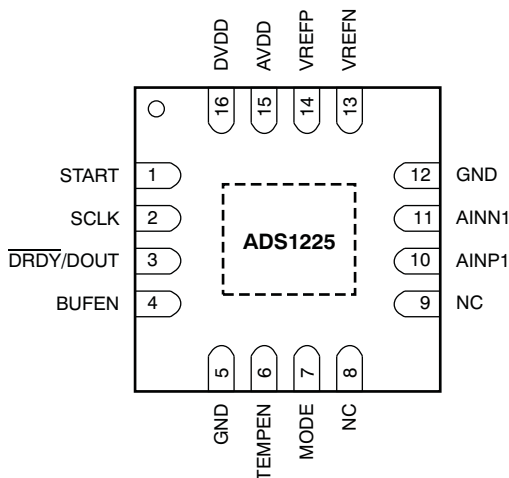 DVDD
AVDD
VREFP
VREFN
16
15
14
13
START 1
12 GND
SCLK 2
11 AINN1
ADS1225
DRDY/DOUT 3
10 AINP1
BUFEN 4
9 NC
5
6
7
8
GND
TEMPEN
MODE
NC